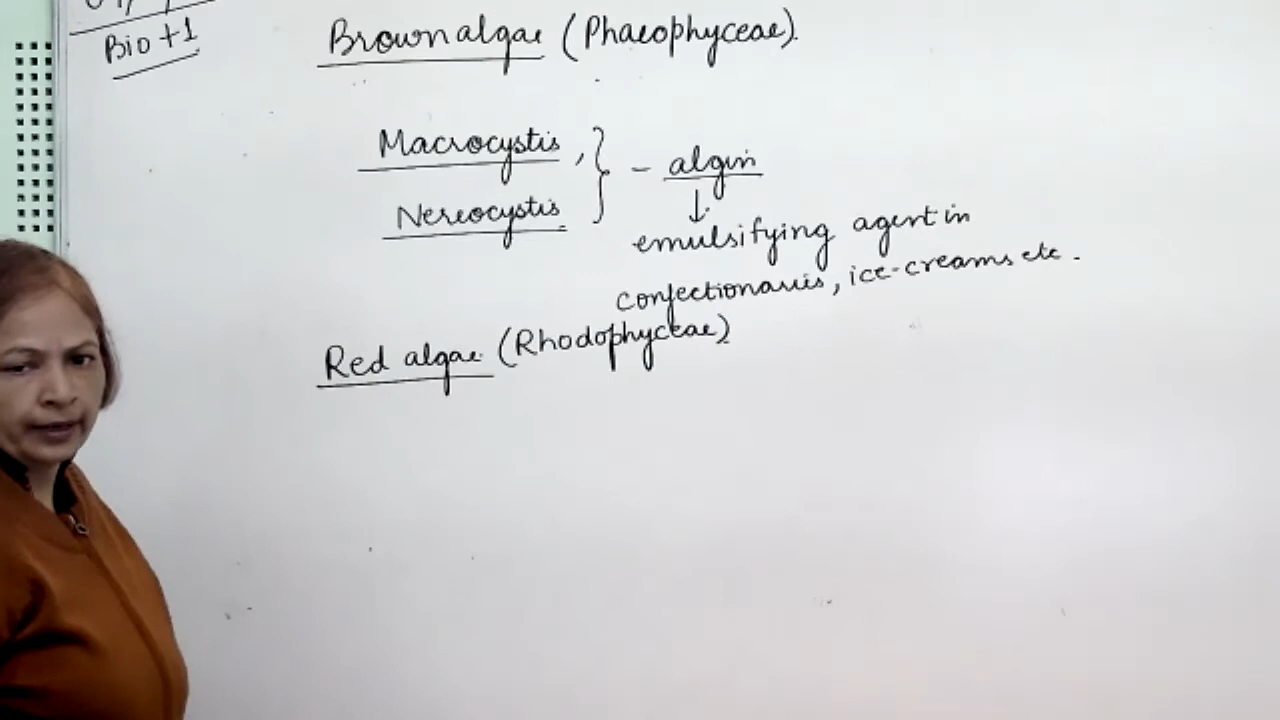 Bio +1
Brown algae (Phaeophyceae)
Macrocystis, } - algin
Nereocystis.
↓
emulsifying agent in
confectionaries, ice-creams etc.
Red algae (Rhodophyceae)